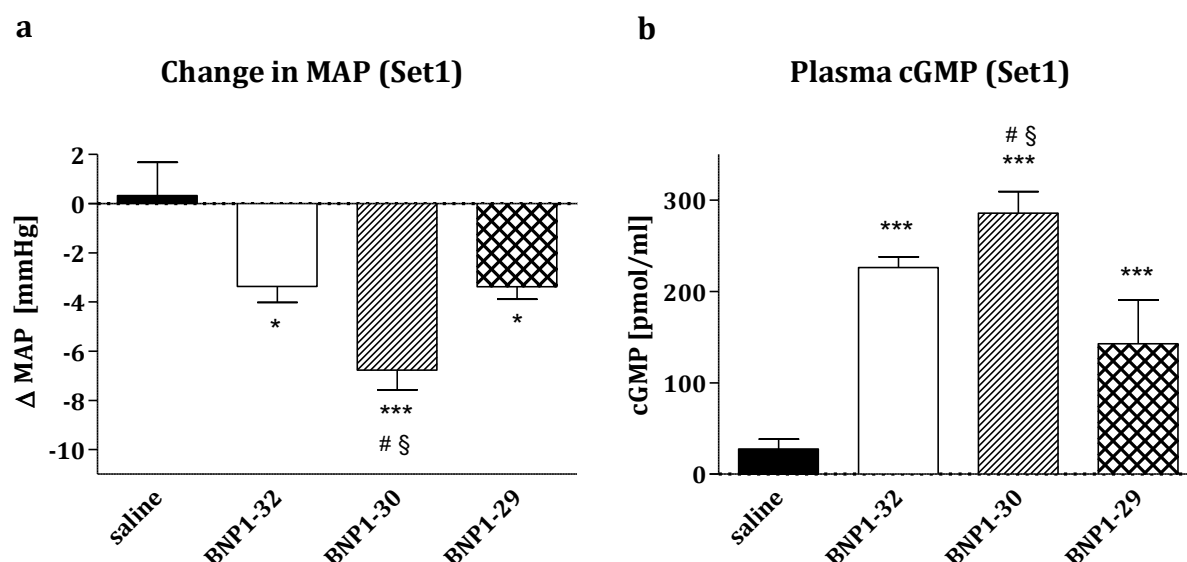 a
Change in MAP (Set1)
Δ MAP [mmHg]
2
0
-2
-4
-6
-8
-10
*
***
# §
*
saline
BNP1-32
BNP1-30
BNP1-29
b
Plasma cGMP (Set1)
cGMP [pmol/ml]
300
200
100
0
***
# §
***
***
saline
BNP1-32
BNP1-30
BNP1-29